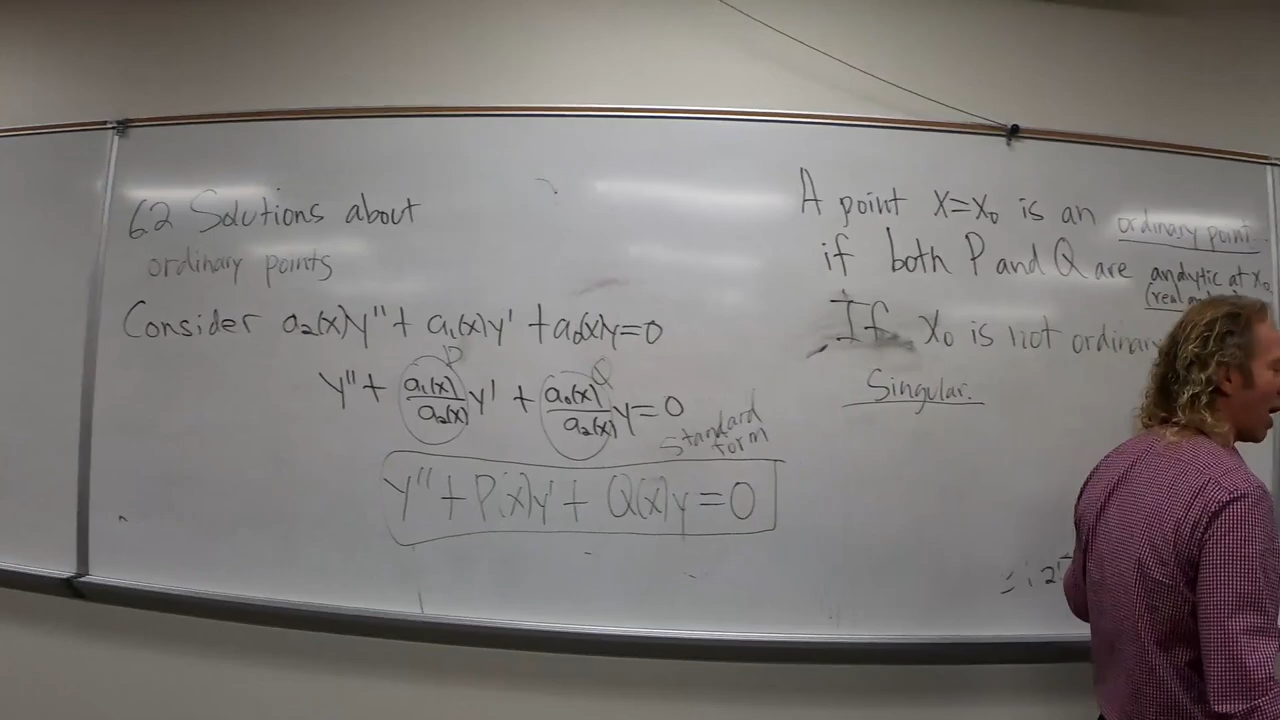 6.2 Solutions about
ordinary points
Consider a₂(x)y'' + a₁(x)y' + a₀(x)y=0
P Q
y'' + a₁(x)/a₂(x) y' + a₀(x)/a₂(x) y=0
Standard
form
y'' + P(x)y' + Q(x)y=0
A point x=x₀ is an ordinary point
if both P and Q are analytic at x₀
(real
If x₀ is not ordinary
Singular.